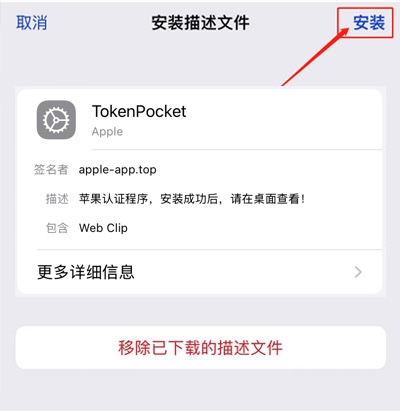 取消 安装描述文件 安装
TokenPocket
Apple
签名者 apple-app.top
描述 苹果认证程序，安装成功后，请在桌面查看！
包含 Web Clip
更多详细信息
移除已下载的描述文件